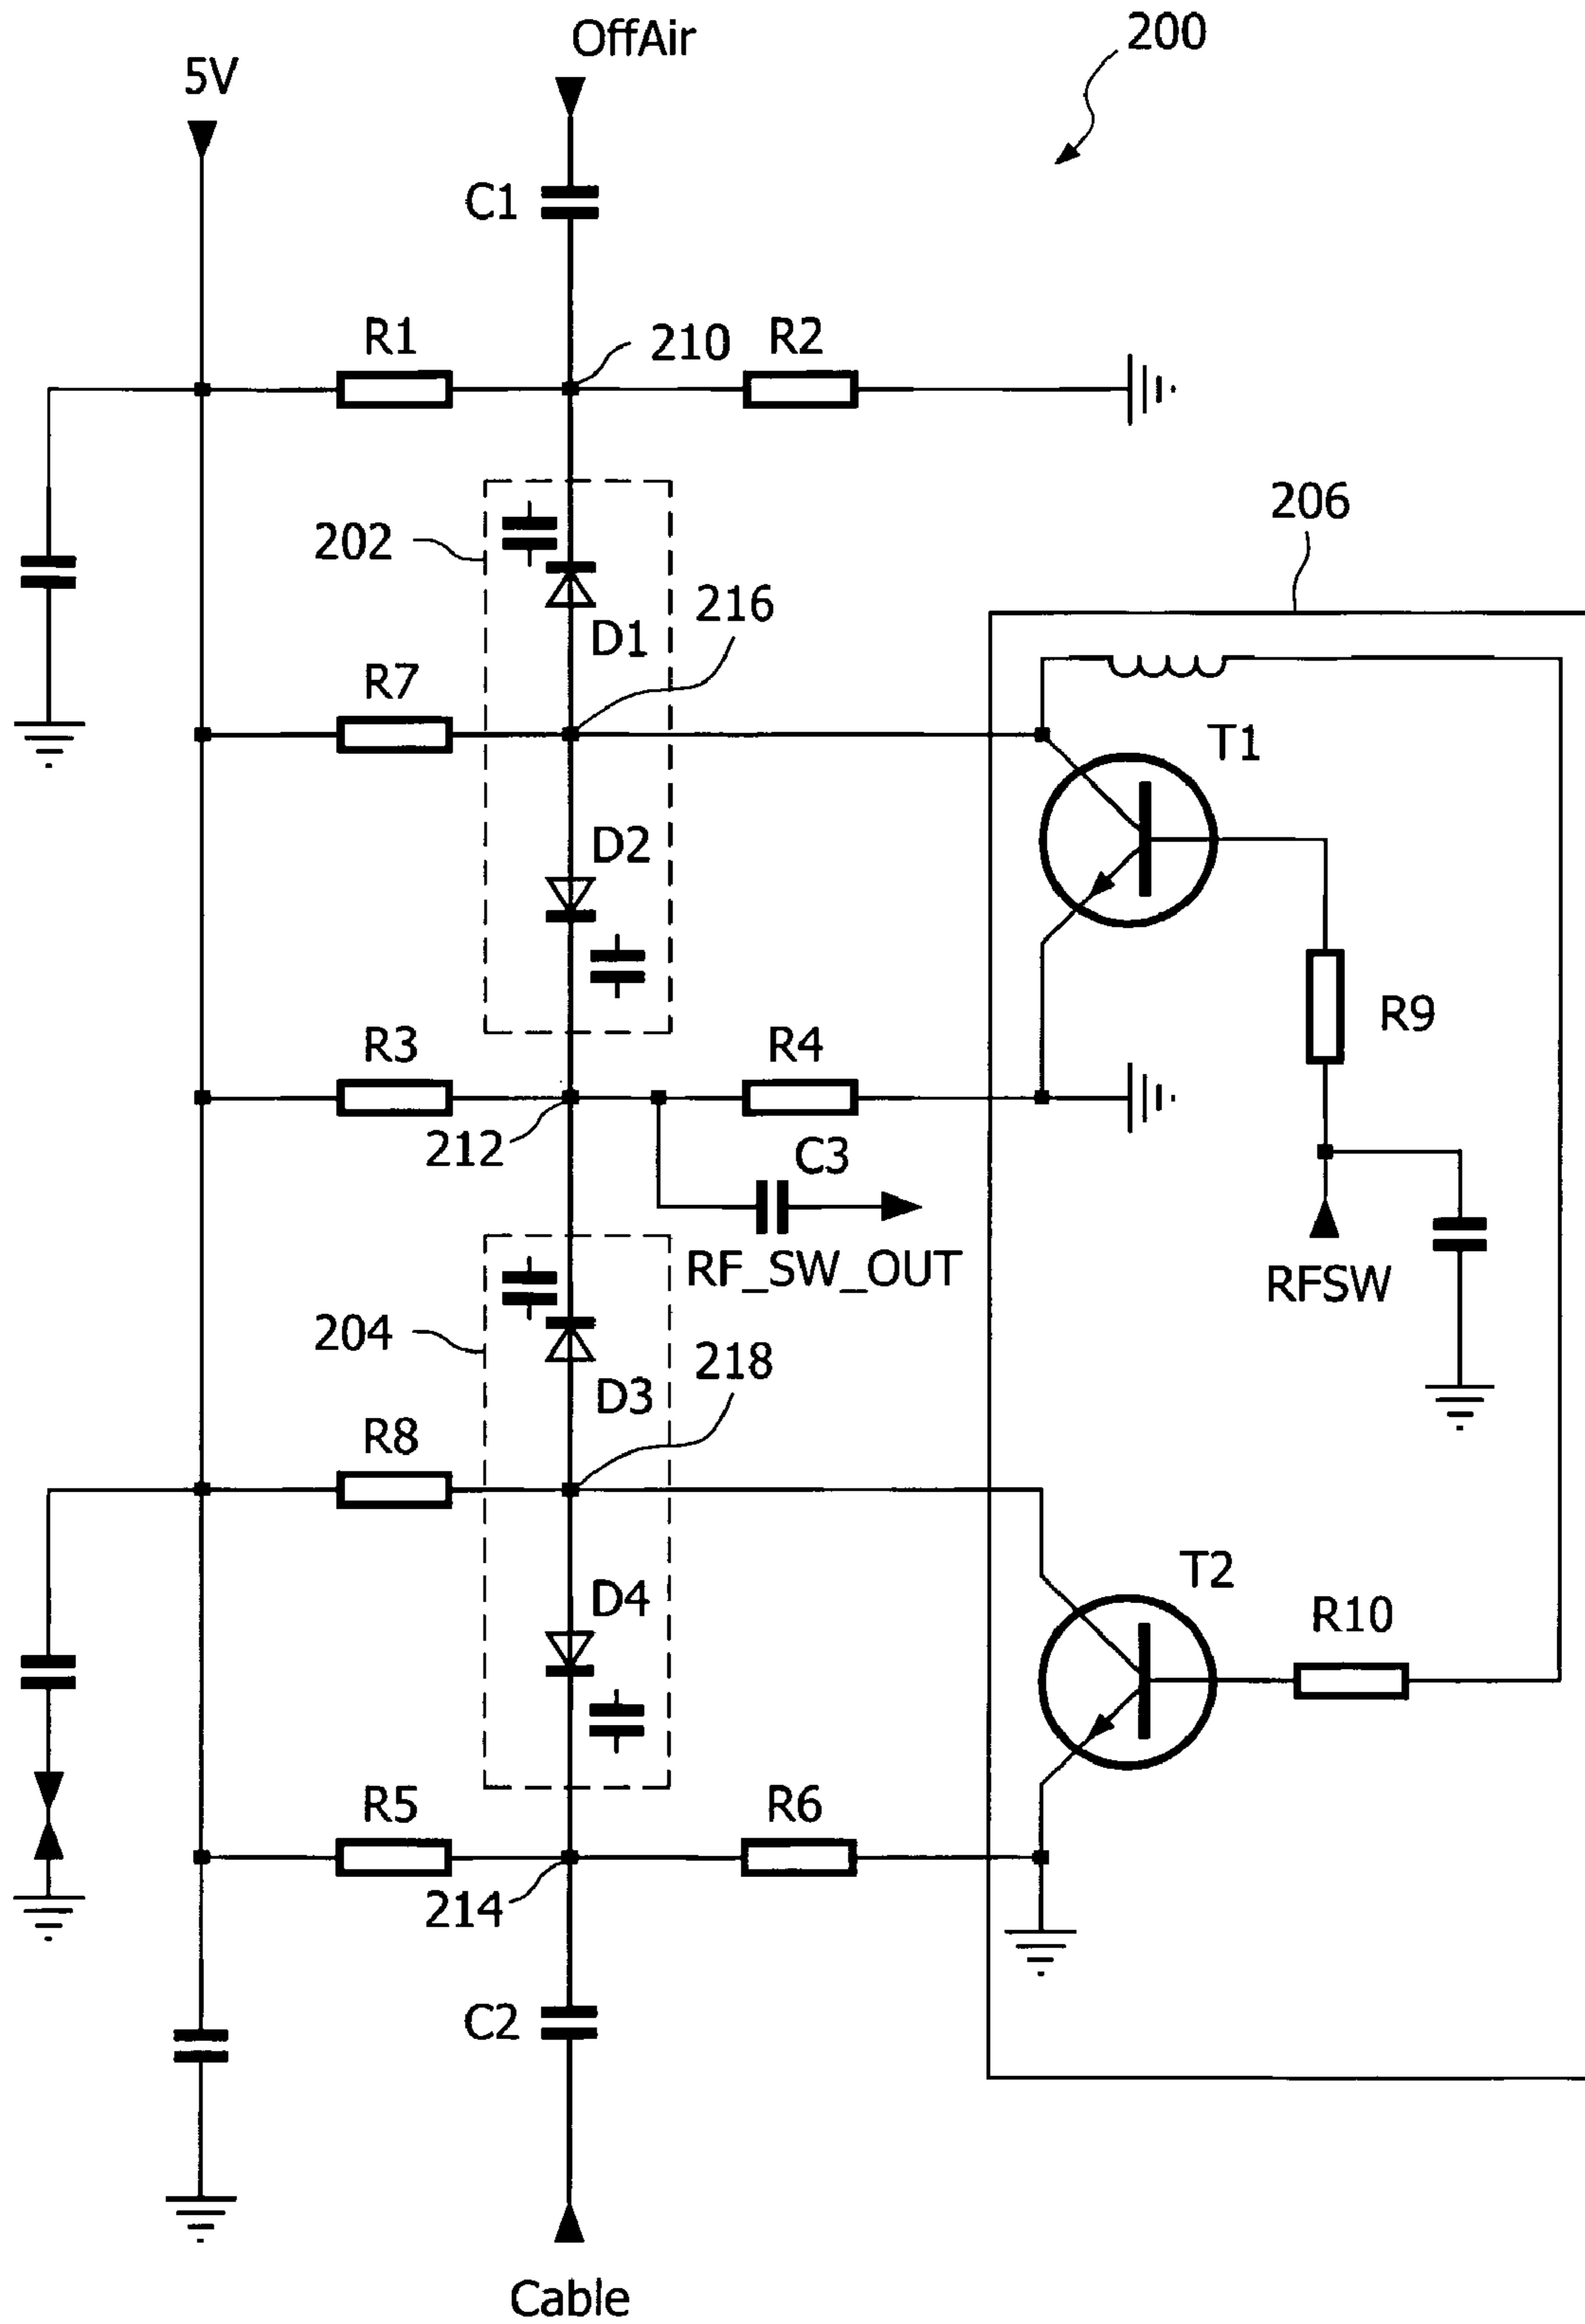 OffAir
200
5V
C1
R1
210
R2
206
202
216
D1
R7
T1
D2
R9
R3
R4
212
C3
RF_SW_OUT
RFSW
204
218
D3
R8
T2
D4
R10
R5
R6
214
C2
Cable